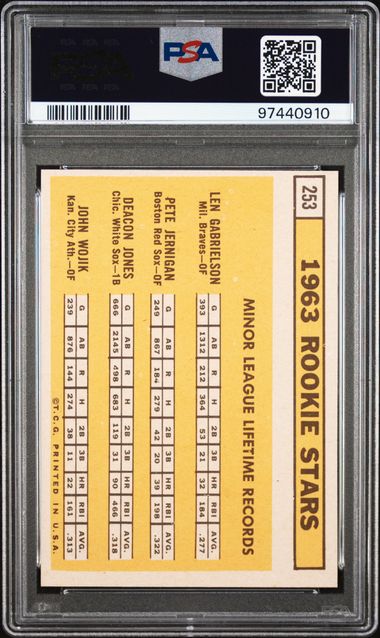 PSA
97440910
253
1963 ROOKIE STARS
MINOR LEAGUE LIFETIME RECORDS
LEN GABRIELSON
Mil. Braves—OF
G AB R H 2B 3B HR RBI AVG.
393 1312 212 364 53 21 32 184 .277
PETE JERNIGAN
Boston Red Sox—OF
G AB R H 2B 3B HR RBI AVG.
249 867 184 279 42 20 39 198 .322
DEACON JONES
Chic. White Sox—1B
G AB R H 2B 3B HR RBI AVG.
666 2145 498 683 119 31 90 466 .318
JOHN WOJIK
Kan. City Ath.—OF
G AB R H 2B 3B HR RBI AVG.
239 876 144 274 38 11 22 161 .313
©T.C.G. PRINTED IN U.S.A.